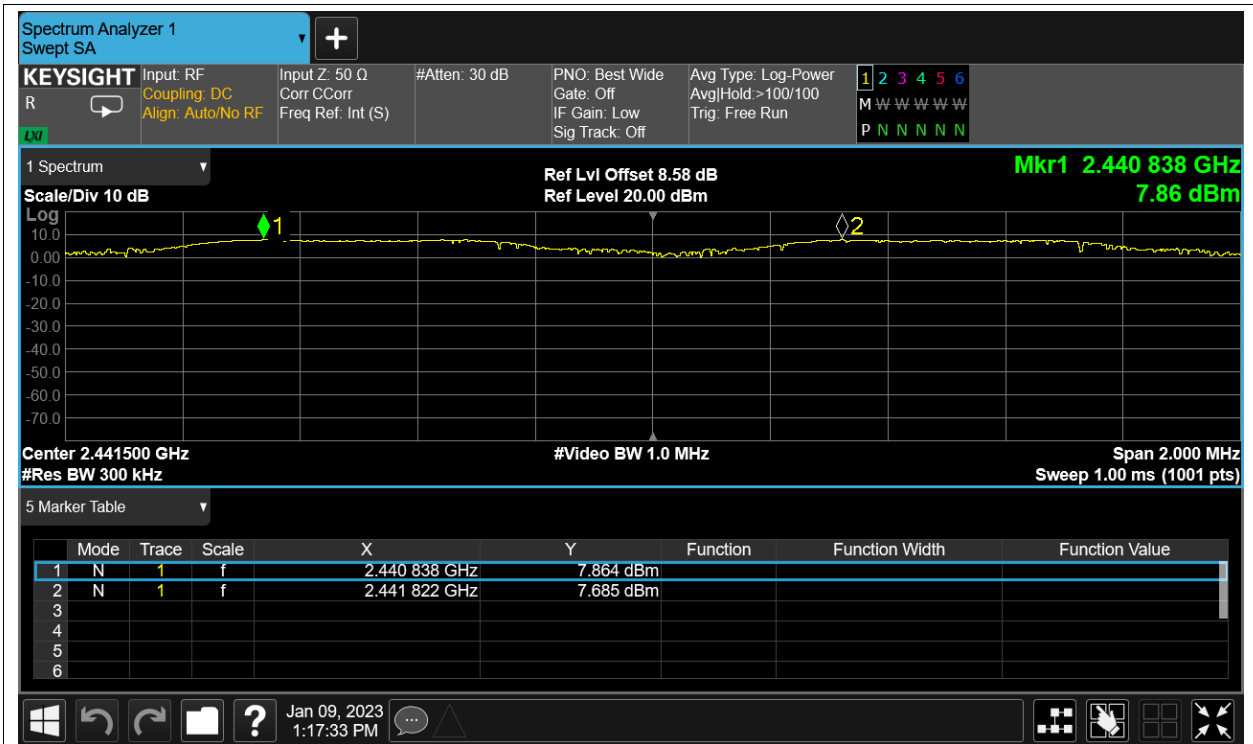 Spectrum Analyzer 1
Swept SA
KEYSIGHT Input: RF Input Z: 50 Ω #Atten: 30 dB PNO: Best Wide Avg Type: Log-Power 1 2 3 4 5 6
R Coupling: DC Corr CCorr Gate: Off Avg|Hold:>100/100 M W W W W W
Align: Auto/No RF Freq Ref: Int (S) IF Gain: Low Trig: Free Run
LXI Sig Track: Off P N N N N N
1 Spectrum Ref Lvl Offset 8.58 dB Mkr1 2.440 838 GHz
Scale/Div 10 dB Ref Level 20.00 dBm 7.86 dBm
Log
1 2
10.0
0.00
-10.0
-20.0
-30.0
-40.0
-50.0
-60.0
-70.0
Center 2.441500 GHz #Video BW 1.0 MHz Span 2.000 MHz
#Res BW 300 kHz Sweep 1.00 ms (1001 pts)
5 Marker Table
Mode Trace Scale X Y Function Function Width Function Value
1 N 1 f 2.440 838 GHz 7.864 dBm
2 N 1 f 2.441 822 GHz 7.685 dBm
3
4
5
6
? Jan 09, 2023
1:17:33 PM